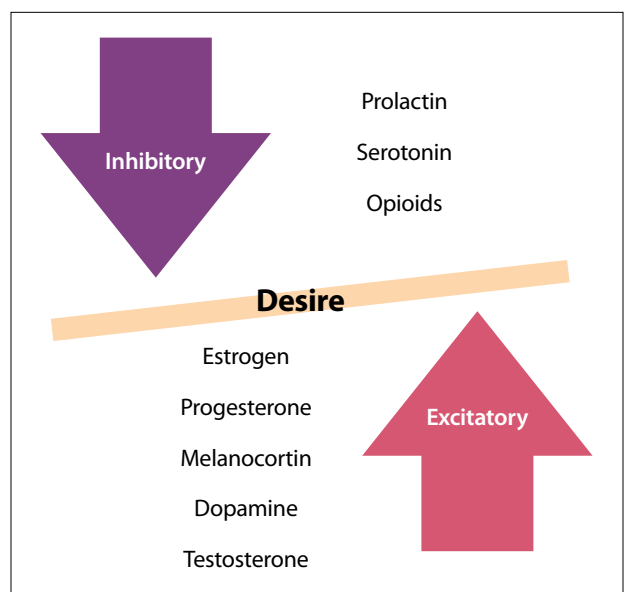 Prolactin
Inhibitory
Serotonin
Opioids
Desire
Estrogen
Progesterone
Excitatory
Melanocortin
Dopamine
Testosterone